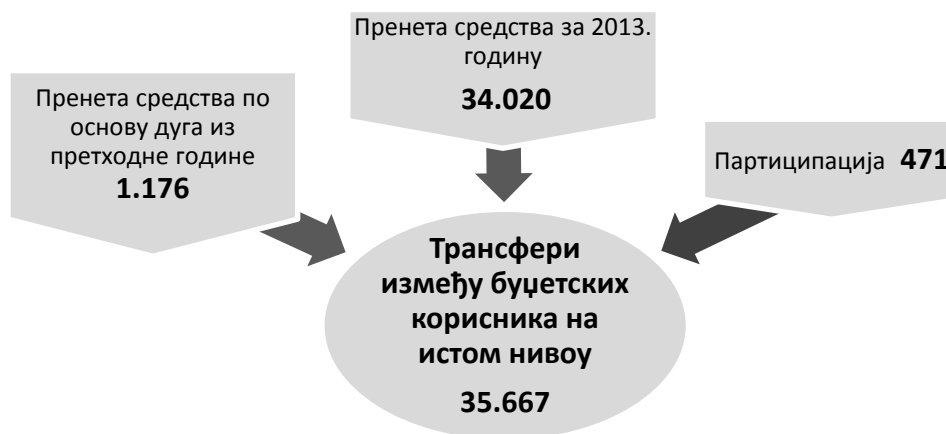 Пренета средства за 2013.
годину
34.020
Пренета средства по
основу дуга из
претходне године
1.176
Партиципација 471
Трансфери
између буџетских
корисника на
истом нивоу
35.667